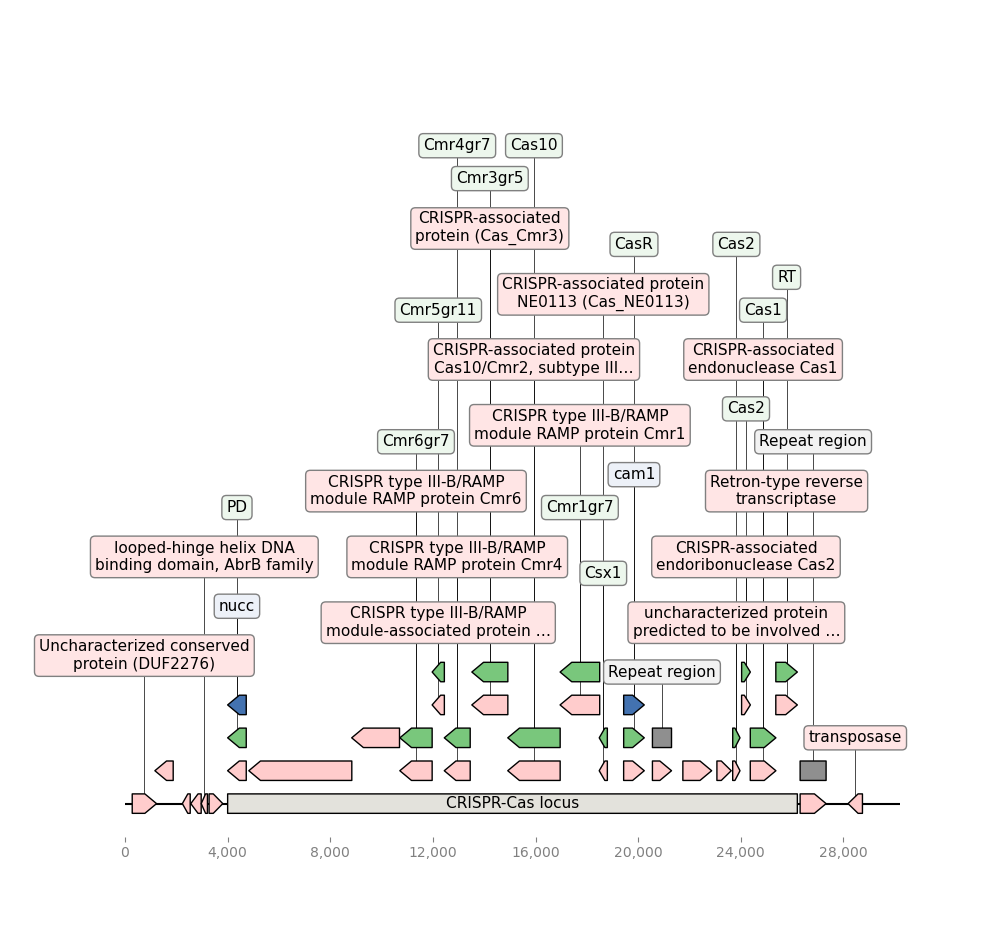 Cmr4gr7
Cas10
Cmr3gr5
CRISPR-associated
protein (Cas_Cmr3)
CasR
Cas2
RT
CRISPR-associated protein
NE0113 (Cas_NE0113)
Cmr5gr11
Cas1
CRISPR-associated protein
Cas10/Cmr2, subtype III...
CRISPR-associated
endonuclease Cas1
Cas2
CRISPR type III-B/RAMP
module RAMP protein Cmr1
Cmr6gr7
Repeat region
cam1
CRISPR type III-B/RAMP
module RAMP protein Cmr6
Retron-type reverse
transcriptase
PD
Cmr1gr7
looped-hinge helix DNA
binding domain, AbrB family
CRISPR type III-B/RAMP
module RAMP protein Cmr4
CRISPR-associated
endoribonuclease Cas2
Csx1
nucc
CRISPR type III-B/RAMP
module-associated protein ...
uncharacterized protein
predicted to be involved ...
Uncharacterized conserved
protein (DUF2276)
Repeat region
transposase
CRISPR-Cas locus
0
4,000
8,000
12,000
16,000
20,000
24,000
28,000